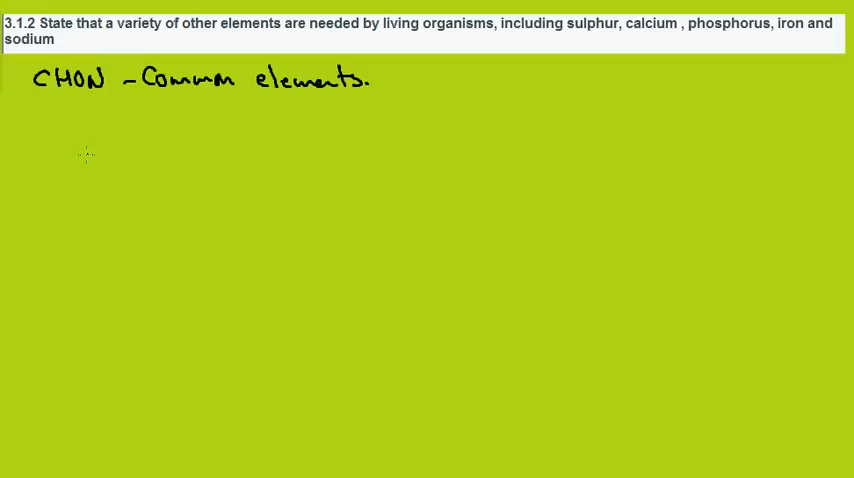 3.1.2 State that a variety of other elements are needed by living organisms, including sulphur, calcium , phosphorus, iron and
sodium
CHON - Common elements.